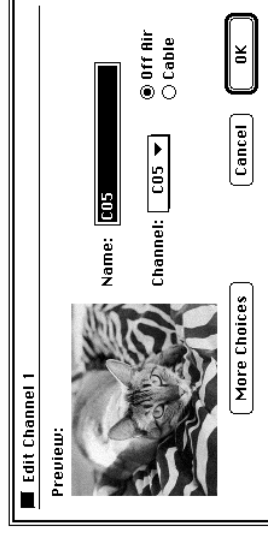 Edit Channel 1
Preview:
Name: C05
Channel: C05
Off Air
Cable
More Choices
Cancel
OK